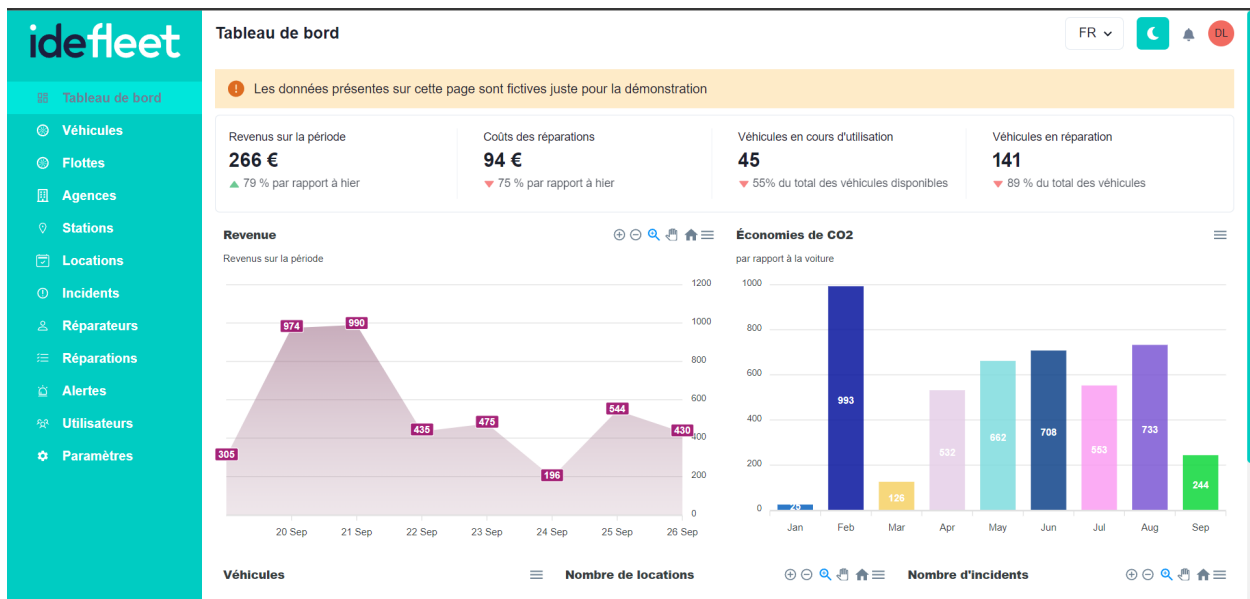 idefleet
Tableau de bord
FR
DL
Tableau de bord
Véhicules
Flottes
Agences
Stations
Locations
Incidents
Réparateurs
Réparations
Alertes
Utilisateurs
Paramètres
Les données présentes sur cette page sont fictives juste pour la démonstration
Revenus sur la période
266 €
79 % par rapport à hier
Coûts des réparations
94 €
75 % par rapport à hier
Véhicules en cours d'utilisation
45
55% du total des véhicules disponibles
Véhicules en réparation
141
89 % du total des véhicules
Revenue
Revenus sur la période
1200
1000
800
600
400
200
0
305
974
990
435
475
196
544
430
20 Sep
21 Sep
22 Sep
23 Sep
24 Sep
25 Sep
26 Sep
Économies de CO2
par rapport à la voiture
1000
800
600
400
200
0
25
993
126
532
662
708
553
733
244
Jan
Feb
Mar
Apr
May
Jun
Jul
Aug
Sep
Véhicules
Nombre de locations
Nombre d'incidents